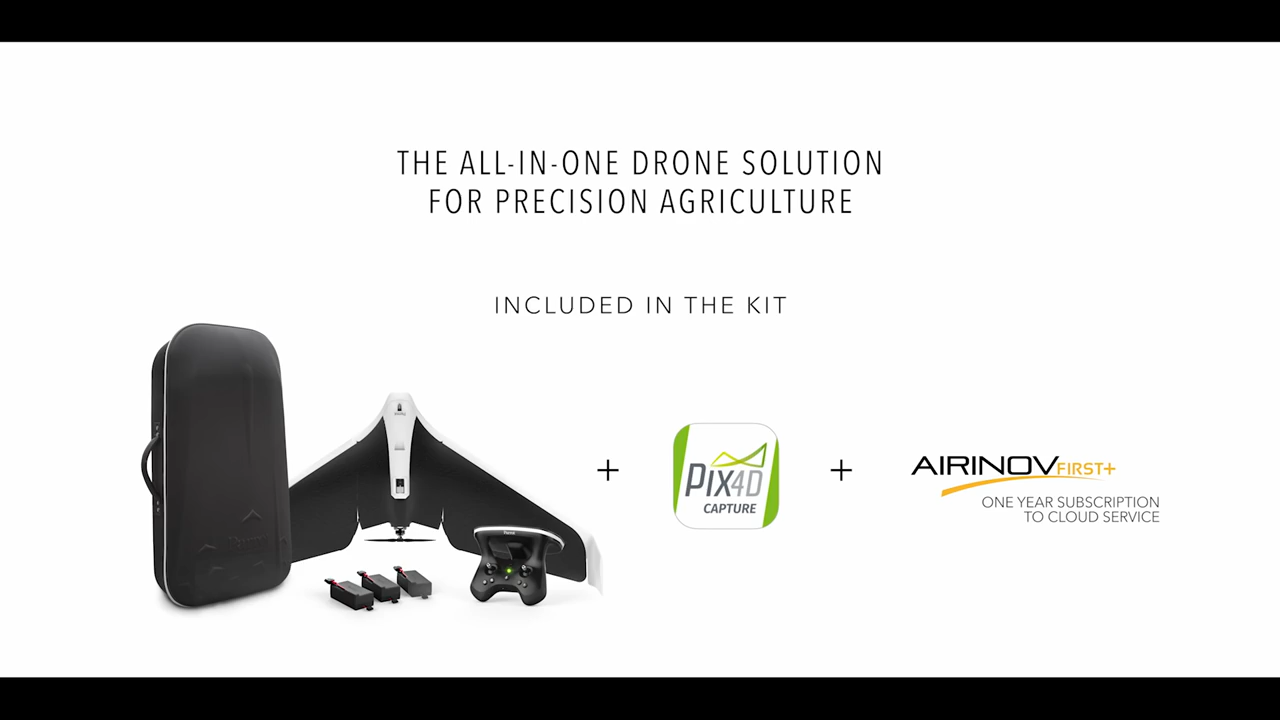 THE ALL-IN-ONE DRONE SOLUTION
FOR PRECISION AGRICULTURE
INCLUDED IN THE KIT
+
PIX4D
CAPTURE
+
AIRINOV FIRST+
ONE YEAR SUBSCRIPTION
TO CLOUD SERVICE
Parrot